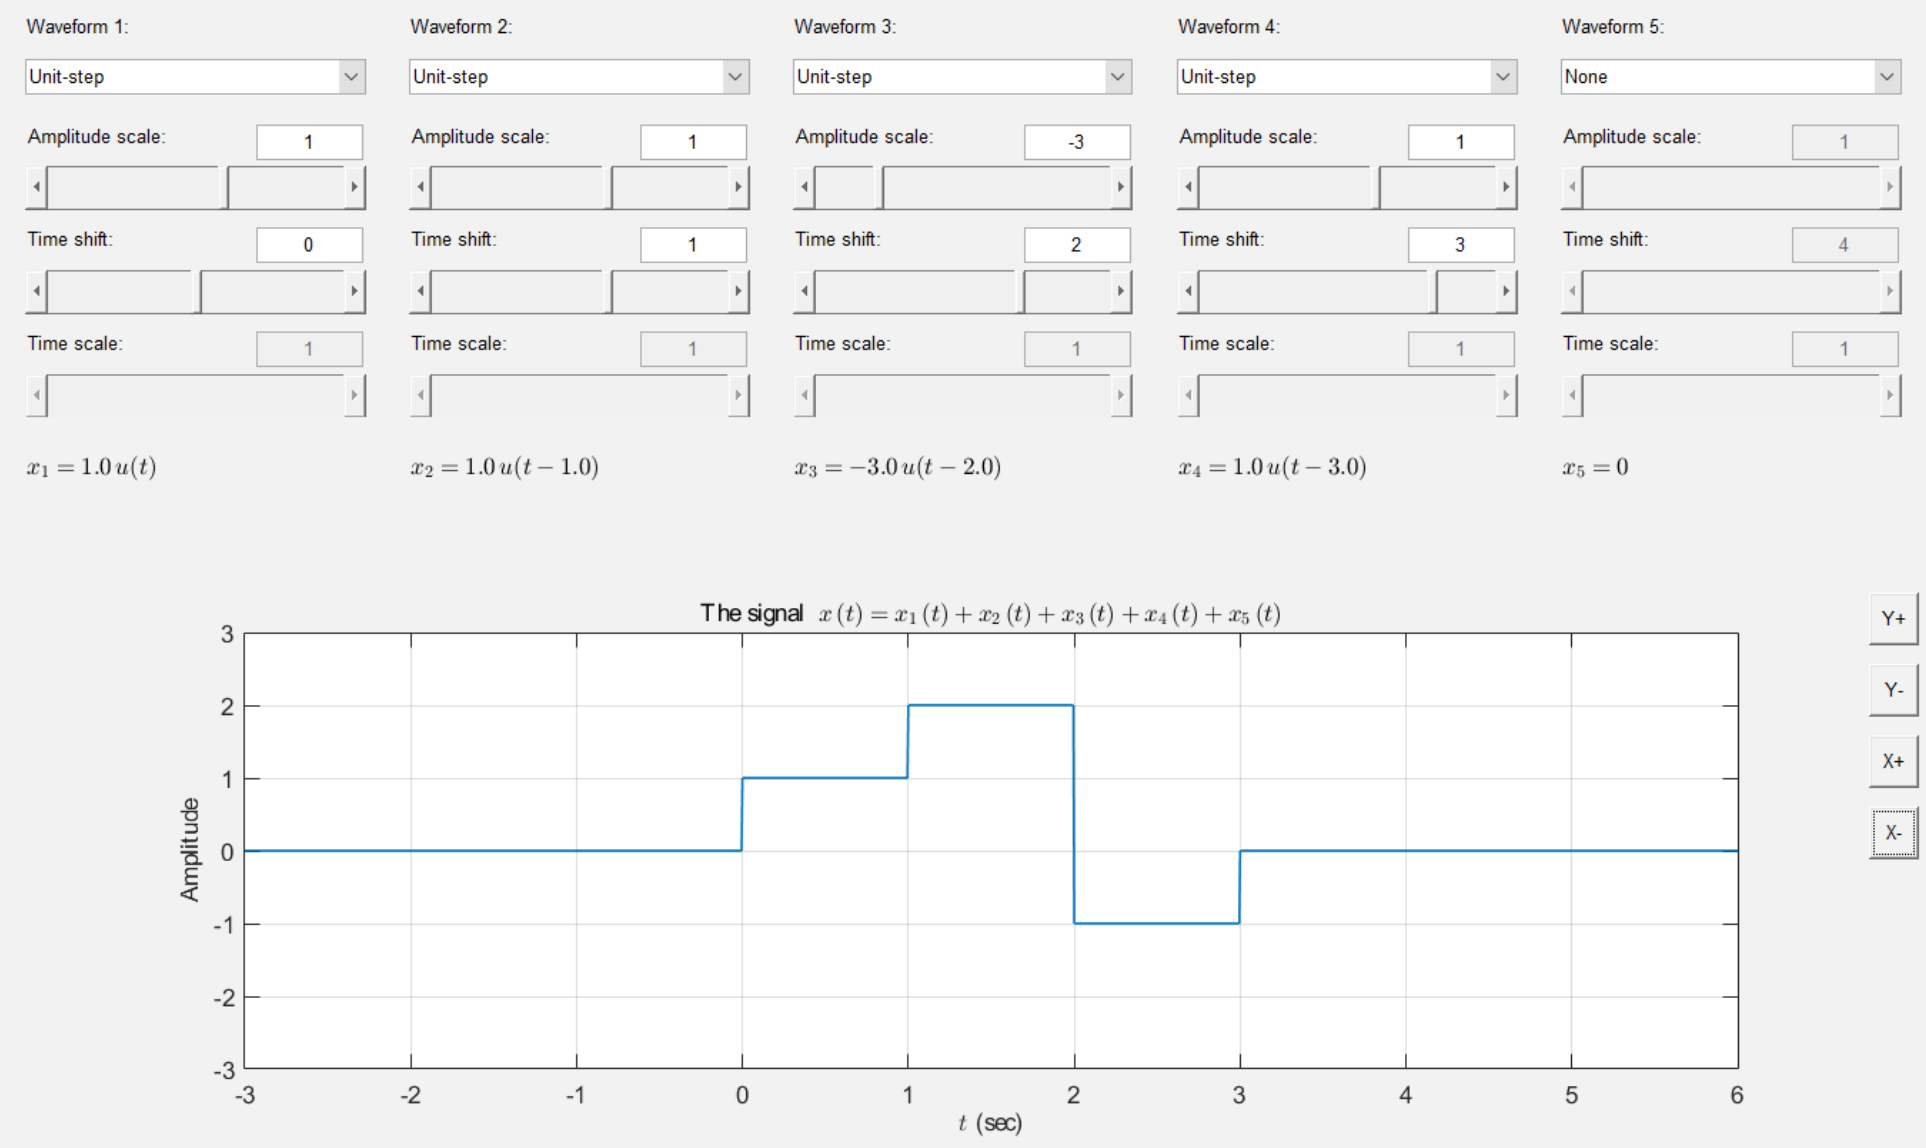 Waveform 1: Waveform 2: Waveform 3: Waveform 4: Waveform 5:
Unit-step Unit-step Unit-step Unit-step None
Amplitude scale: 1 Amplitude scale: 1 Amplitude scale: -3 Amplitude scale: 1 Amplitude scale: 1
Time shift: 0 Time shift: 1 Time shift: 2 Time shift: 3 Time shift: 4
Time scale: 1 Time scale: 1 Time scale: 1 Time scale: 1 Time scale: 1
x₁ = 1.0 u(t) x₂ = 1.0 u(t − 1.0) x₃ = −3.0 u(t − 2.0) x₄ = 1.0 u(t − 3.0) x₅ = 0
The signal x (t) = x₁ (t) + x₂ (t) + x₃ (t) + x₄ (t) + x₅ (t)
Y+
Y-
X+
X-
Amplitude
3
2
1
0
-1
-2
-3
-3 -2 -1 0 1 2 3 4 5 6
t (sec)